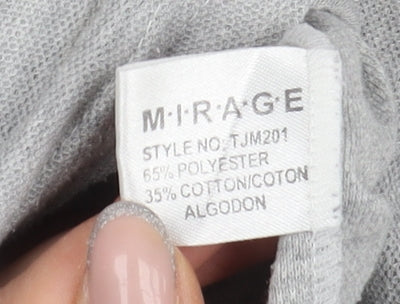 M·I·R·A·G·E
STYLE NO: TJM201
65% POLYESTER
35% COTTON/COTON
ALGODON